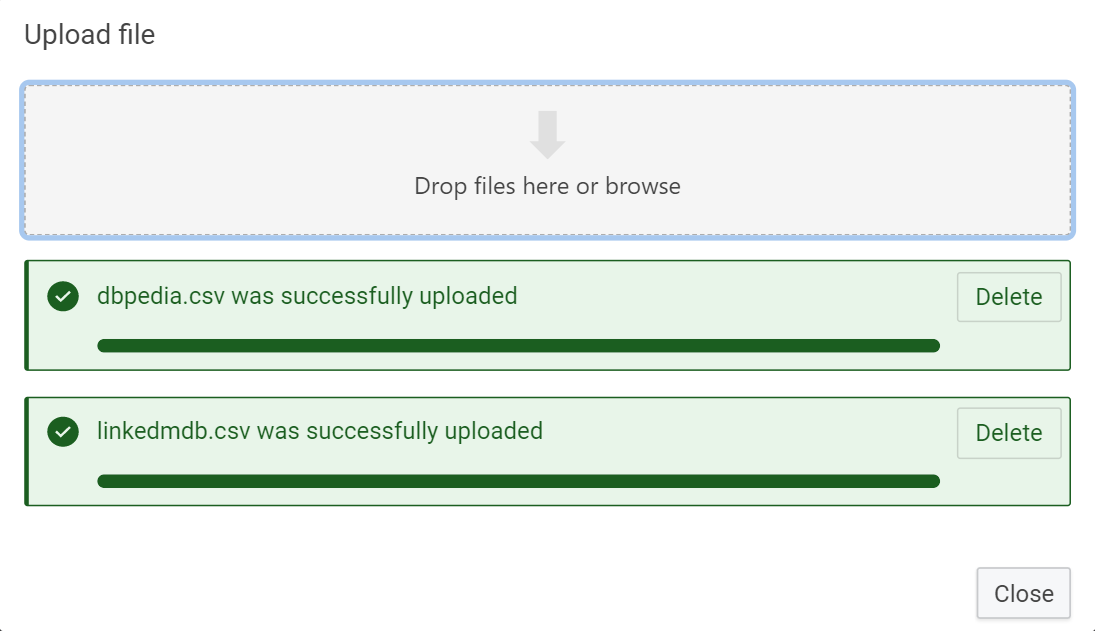 Upload file
Drop files here or browse
dbpedia.csv was successfully uploaded
Delete
linkedmdb.csv was successfully uploaded
Delete
Close